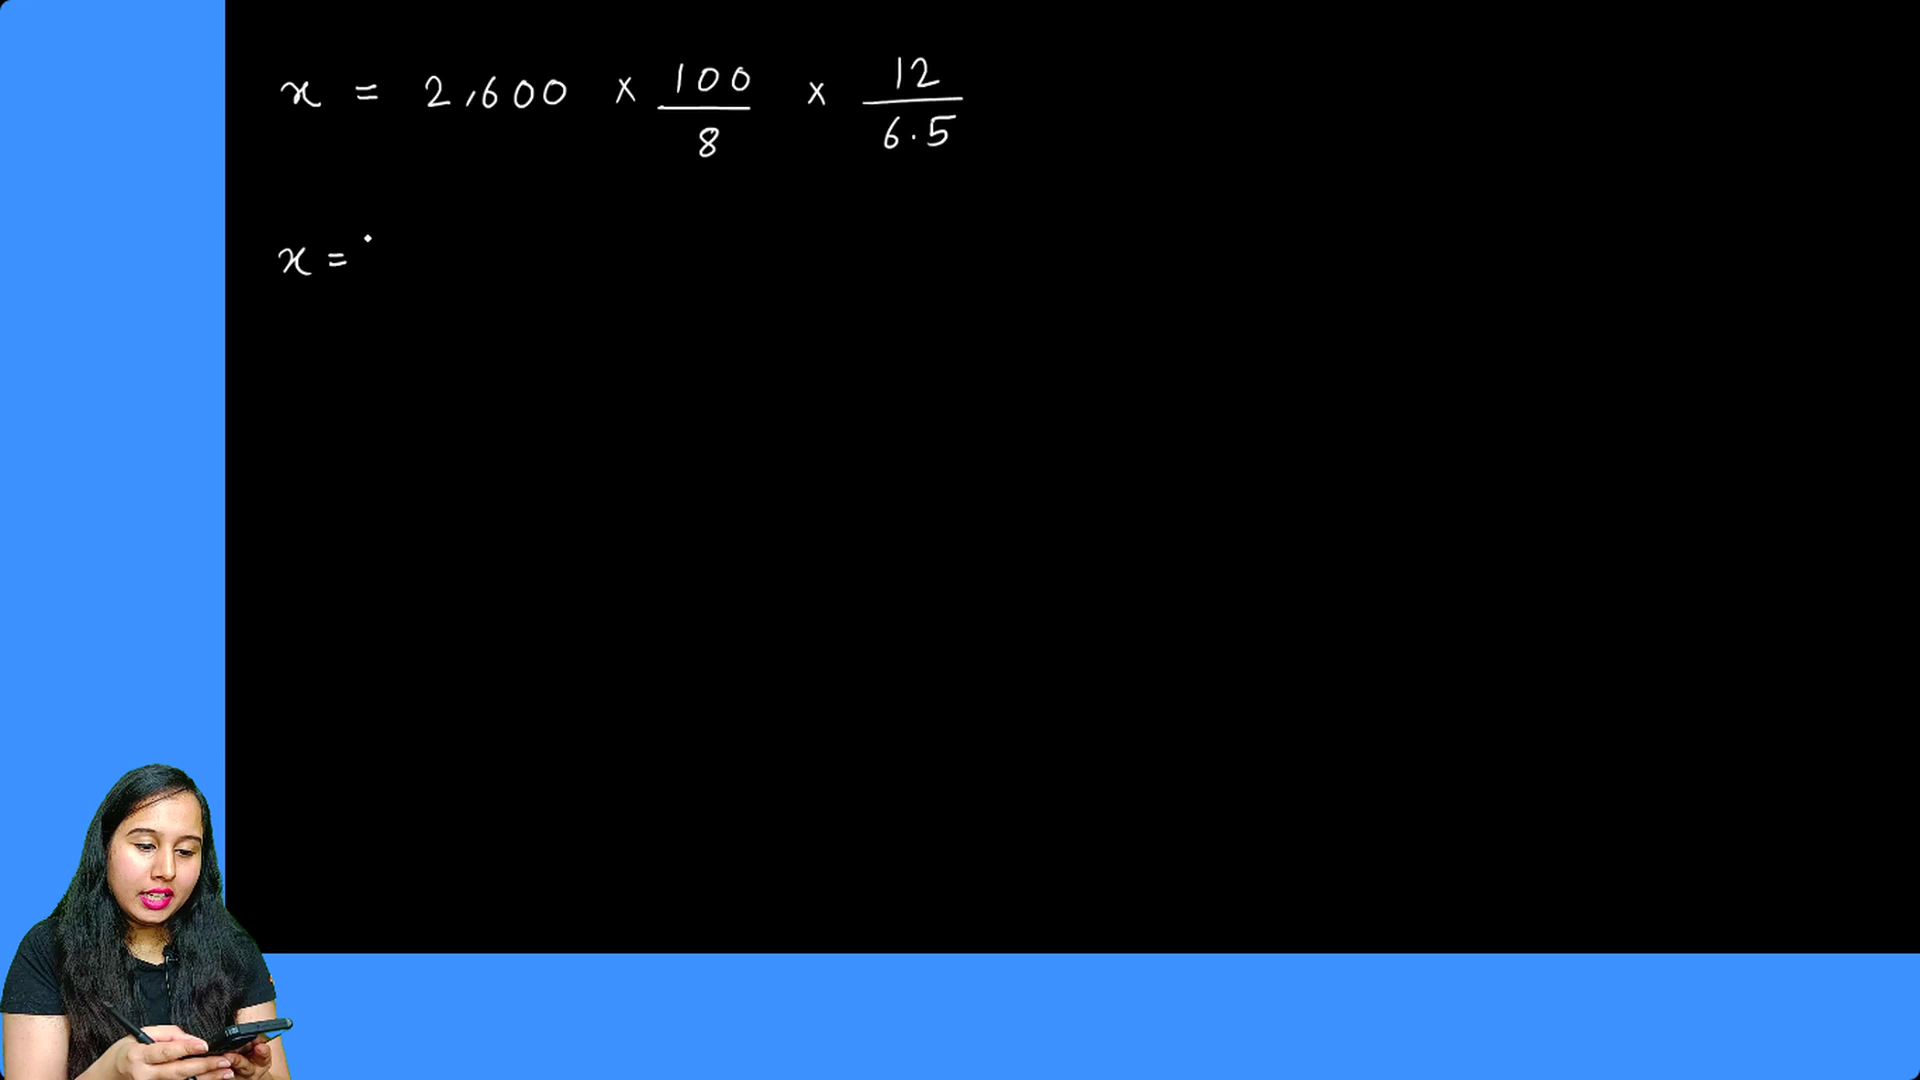 x = 2,600 × 100/8 × 12/6.5
x =